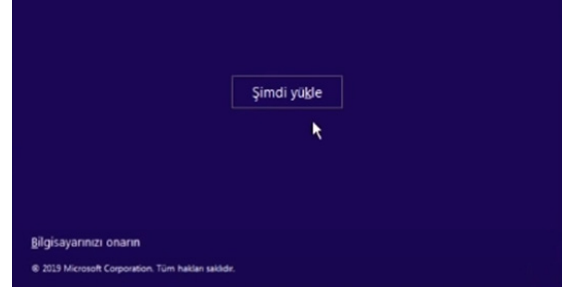 Şimdi yükle
Bilgisayarınızı onarın
© 2019 Microsoft Corporation. Tüm hakları saklıdır.